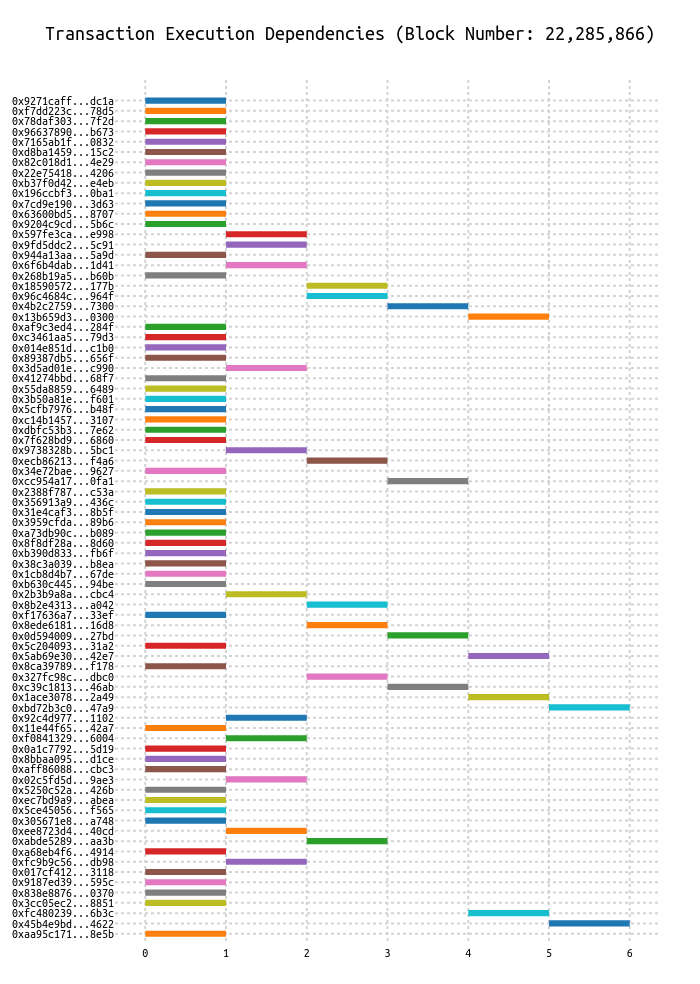 Transaction Execution Dependencies (Block Number: 22,285,866)
0x9271caff...dc1a
0xf7dd223c...78d5
0x78daf303...7f2d
0x96637890...b673
0x7165ab1f...0832
0xd8ba1459...15c2
0x82c018d1...4e29
0x22e75418...4206
0xb37f0d42...e4eb
0x196ccbf3...0ba1
0x7cd9e190...3d63
0x63600bd5...8707
0x9204c9cd...5b6c
0x597fe3ca...e998
0x9fd5ddc2...5c91
0x944a13aa...5a9d
0x6f6b4dab...1d41
0x268b19a5...b60b
0x18590572...177b
0x96c4684c...964f
0x4b2c2759...7300
0x13b659d3...0300
0xaf9c3ed4...284f
0xc3461aa5...79d3
0x014e851d...c1b0
0x89387db5...656f
0x3d5ad01e...c990
0x41274bbd...68f7
0x55da8859...6489
0x3b50a81e...f601
0x5cfb7976...b48f
0xc14b1457...3107
0xdbfc53b3...7e62
0x7f628bd9...6860
0x9738328b...5bc1
0xecb86213...f4a6
0x34e72bae...9627
0xcc954a17...0fa1
0x2388f787...c53a
0x356913a9...436c
0x31e4caf3...8b5f
0x3959cfda...89b6
0xa73db90c...b089
0x8f8df28a...8d60
0xb390d833...fb6f
0x38c3a039...b8ea
0x1cb8d4b7...67de
0xb630c445...94be
0x2b3b9a8a...cbc4
0x8b2e4313...a042
0xf17636a7...33ef
0x8ede6181...16d8
0x0d594009...27bd
0x5c204093...31a2
0x5ab69e30...42e7
0x8ca39789...f178
0x327fc98c...dbc0
0xc39c1813...46ab
0x1ace3078...2a49
0xbd72b3c0...47a9
0x92c4d977...1102
0x11e44f65...42a7
0xf0841329...6004
0x0a1c7792...5d19
0x8bbaa095...d1ce
0xaff86088...cbc3
0x02c5fd5d...9ae3
0x5250c52a...426b
0xec7bd9a9...abea
0x5ce45056...f565
0x305671e8...a748
0xee8723d4...40cd
0xabde5289...aa3b
0xa68eb4f6...4914
0xfc9b9c56...db98
0x017cf412...3118
0x9187ed39...595c
0x838e8876...0370
0x3cc05ec2...8851
0xfc480239...6b3c
0x45b4e9bd...4622
0xaa95c171...8e5b
0 1 2 3 4 5 6